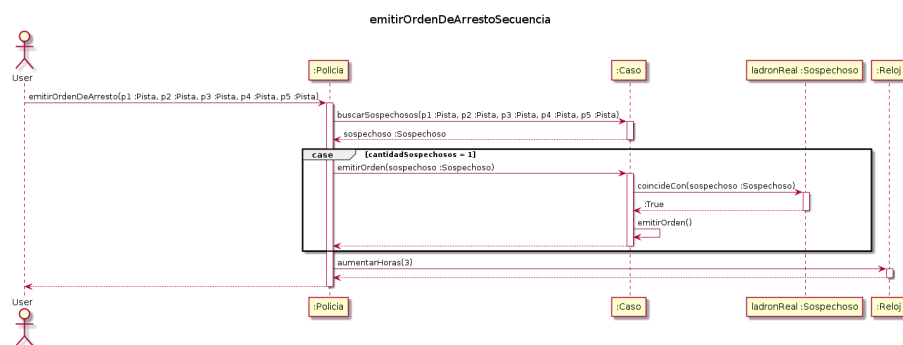 emitirOrdenDeArrestoSecuencia
User
:Policia
:Caso
ladronReal :Sospechoso
:Reloj
emitirOrdenDeArresto(p1 :Pista, p2 :Pista, p3 :Pista, p4 :Pista, p5 :Pista)
buscarSospechosos(p1 :Pista, p2 :Pista, p3 :Pista, p4 :Pista, p5 :Pista)
sospechoso :Sospechoso
case
[cantidadSospechosos = 1]
emitirOrden(sospechoso :Sospechoso)
coincideCon(sospechoso :Sospechoso)
:True
emitirOrden()
aumentarHoras(3)
User
:Policia
:Caso
ladronReal :Sospechoso
:Reloj